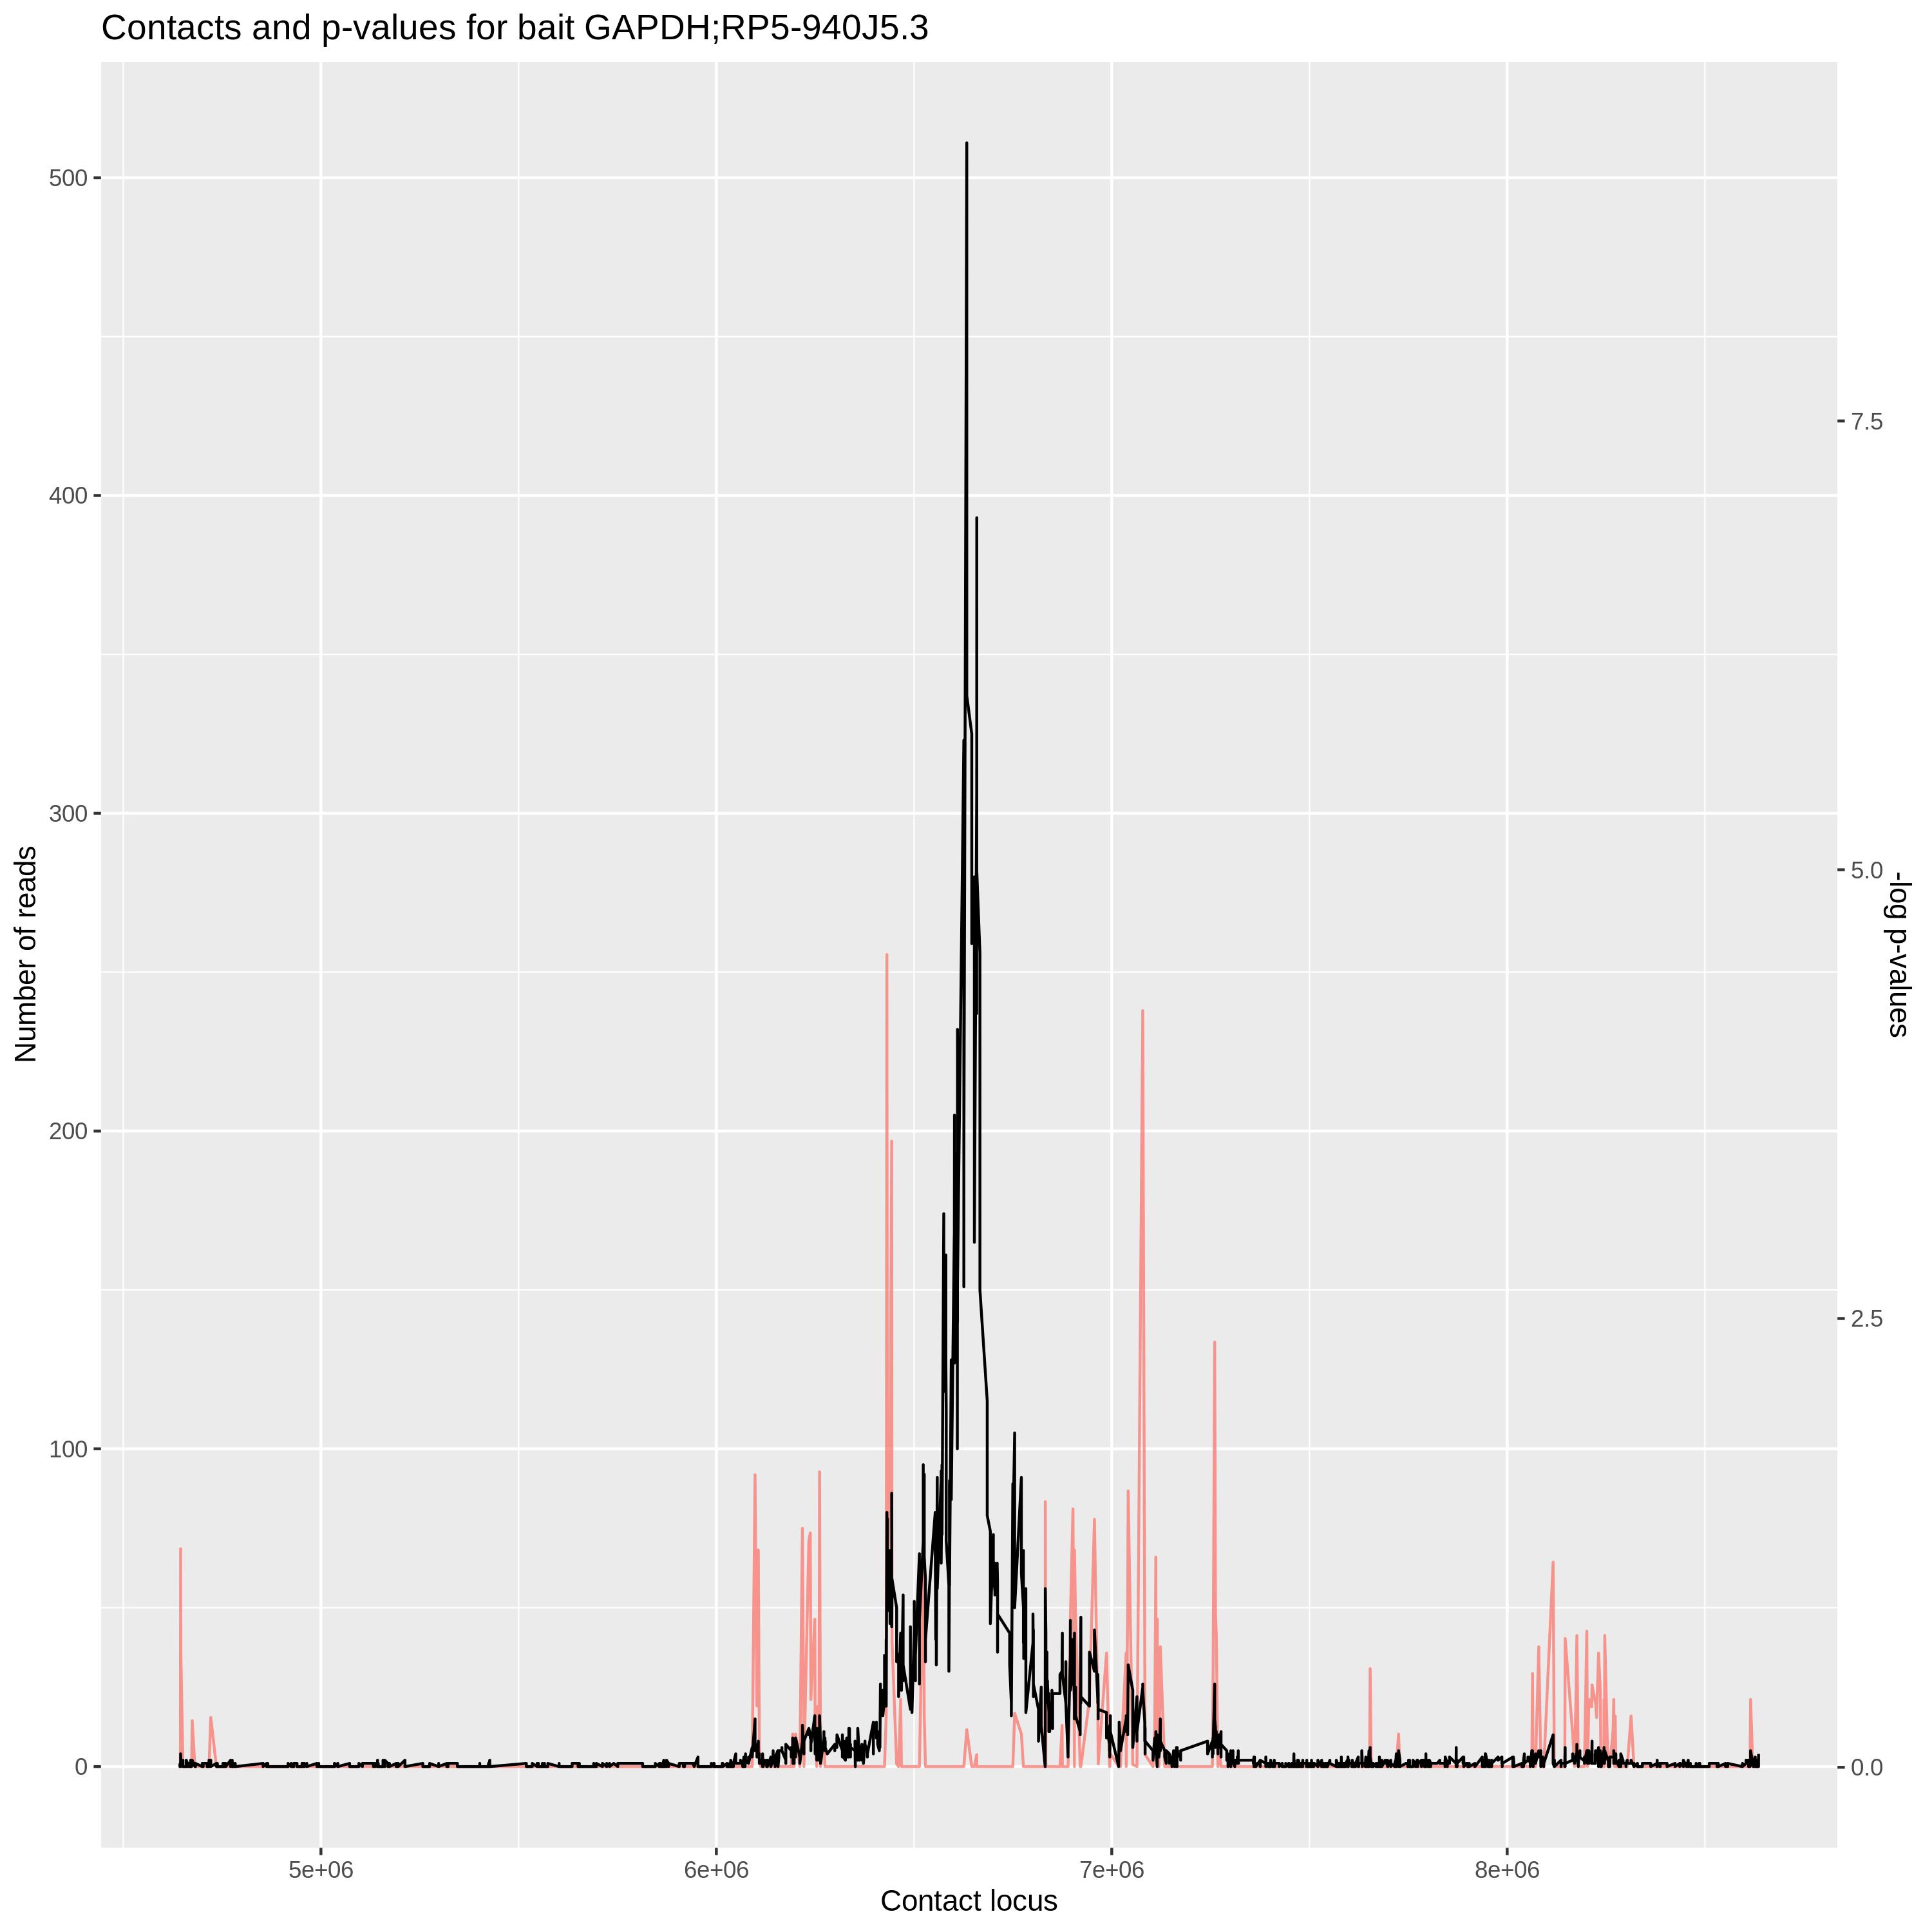 Contacts and p-values for bait GAPDH;RP5-940J5.3
500
400
300
200
100
0
Number of reads
7.5
5.0
2.5
0.0
-log p-values
5e+06
6e+06
7e+06
8e+06
Contact locus